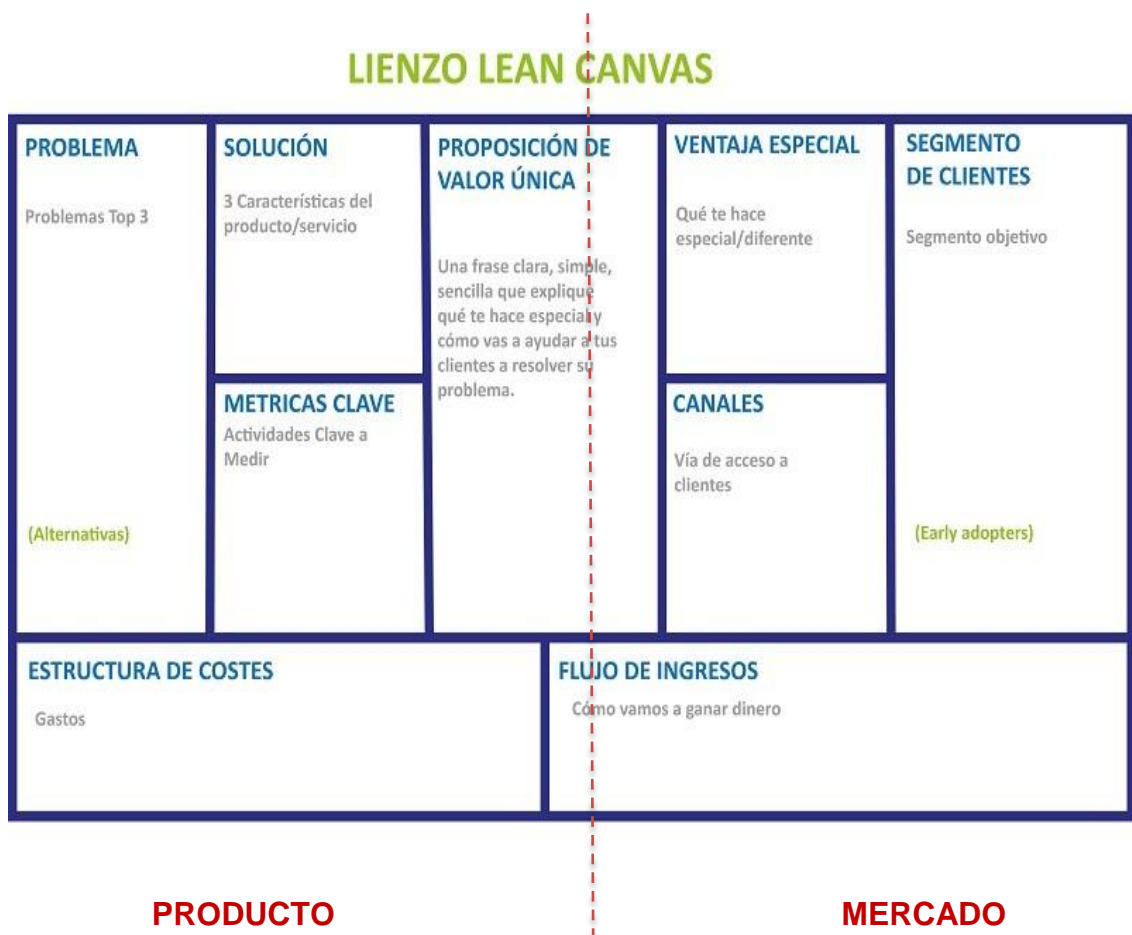 LIENZO LEAN CANVAS
PROBLEMA
Problemas Top 3
(Alternativas)
SOLUCIÓN
3 Características del
producto/servicio
METRICAS CLAVE
Actividades Clave a
Medir
PROPOSICIÓN DE
VALOR ÚNICA
Una frase clara, simple,
sencilla que explique
qué te hace especial y
cómo vas a ayudar a tus
clientes a resolver su
problema.
VENTAJA ESPECIAL
Qué te hace
especial/diferente
CANALES
Vía de acceso a
clientes
SEGMENTO
DE CLIENTES
Segmento objetivo
(Early adopters)
ESTRUCTURA DE COSTES
Gastos
FLUJO DE INGRESOS
Cómo vamos a ganar dinero
PRODUCTO
MERCADO